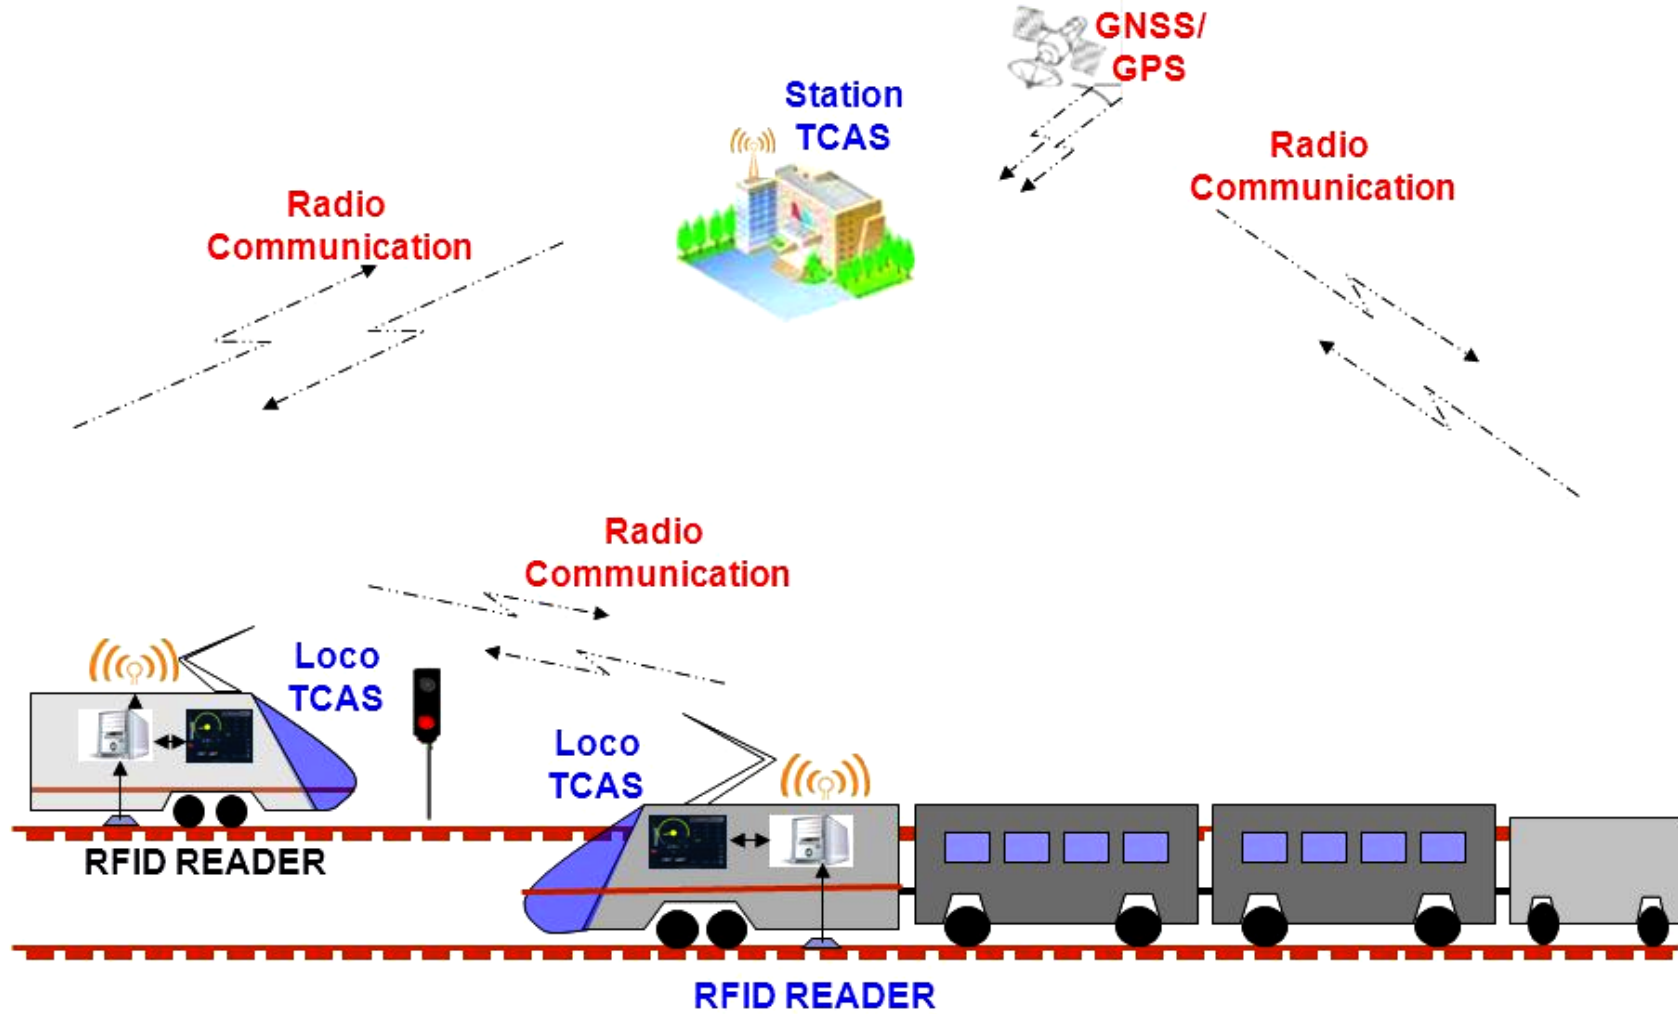 GNSS/
GPS
Station
TCAS
Radio
Communication
Radio
Communication
Radio
Communication
Loco
TCAS
Loco
TCAS
RFID READER
RFID READER